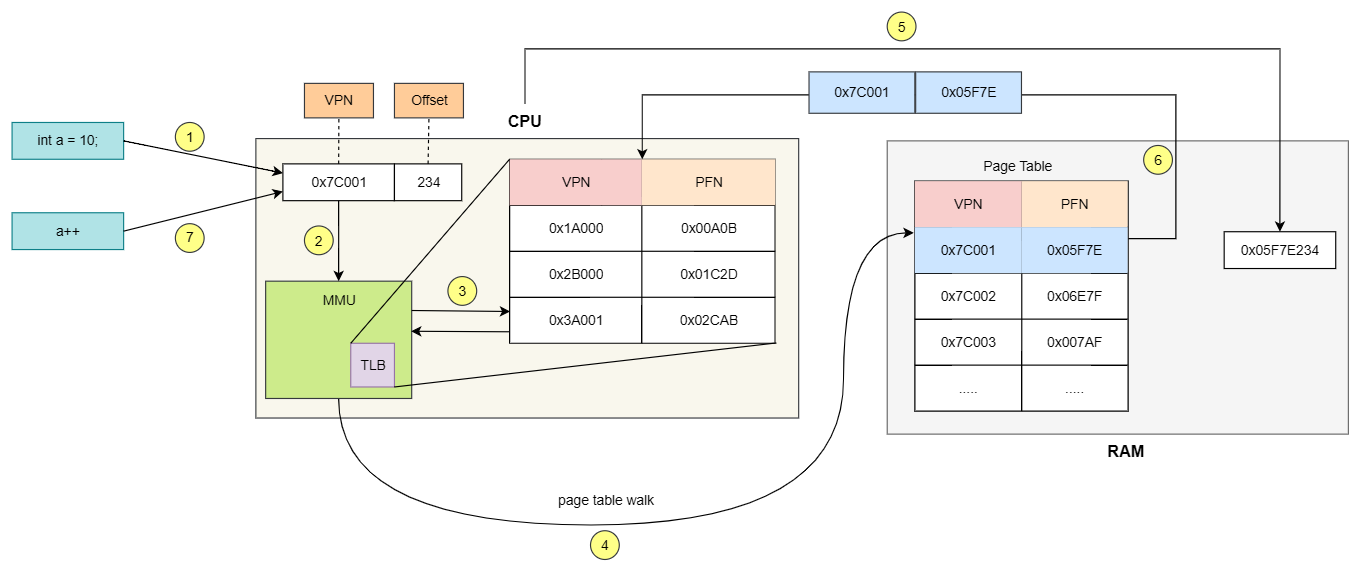 5
0x7C001 0x05F7E
VPN Offset
CPU
int a = 10;
1
0x7C001 234
a++
7
2
MMU
TLB
3
VPN PFN
0x1A000 0x00A0B
0x2B000 0x01C2D
0x3A001 0x02CAB
6
Page Table
VPN PFN
0x7C001 0x05F7E
0x7C002 0x06E7F
0x7C003 0x007AF
..... .....
0x05F7E234
RAM
page table walk
4